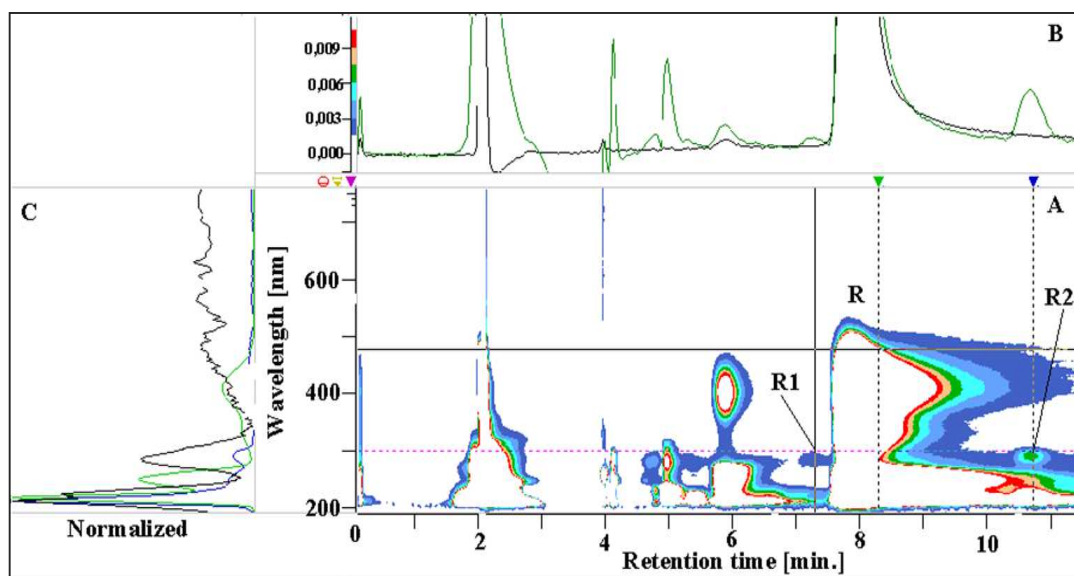 B
0,009
0,006
0,003
0,000
C
A
Wavelength [nm]
600
400
200
R
R1
R2
Normalized
0 2 4 6 8 10
Retention time [min.]